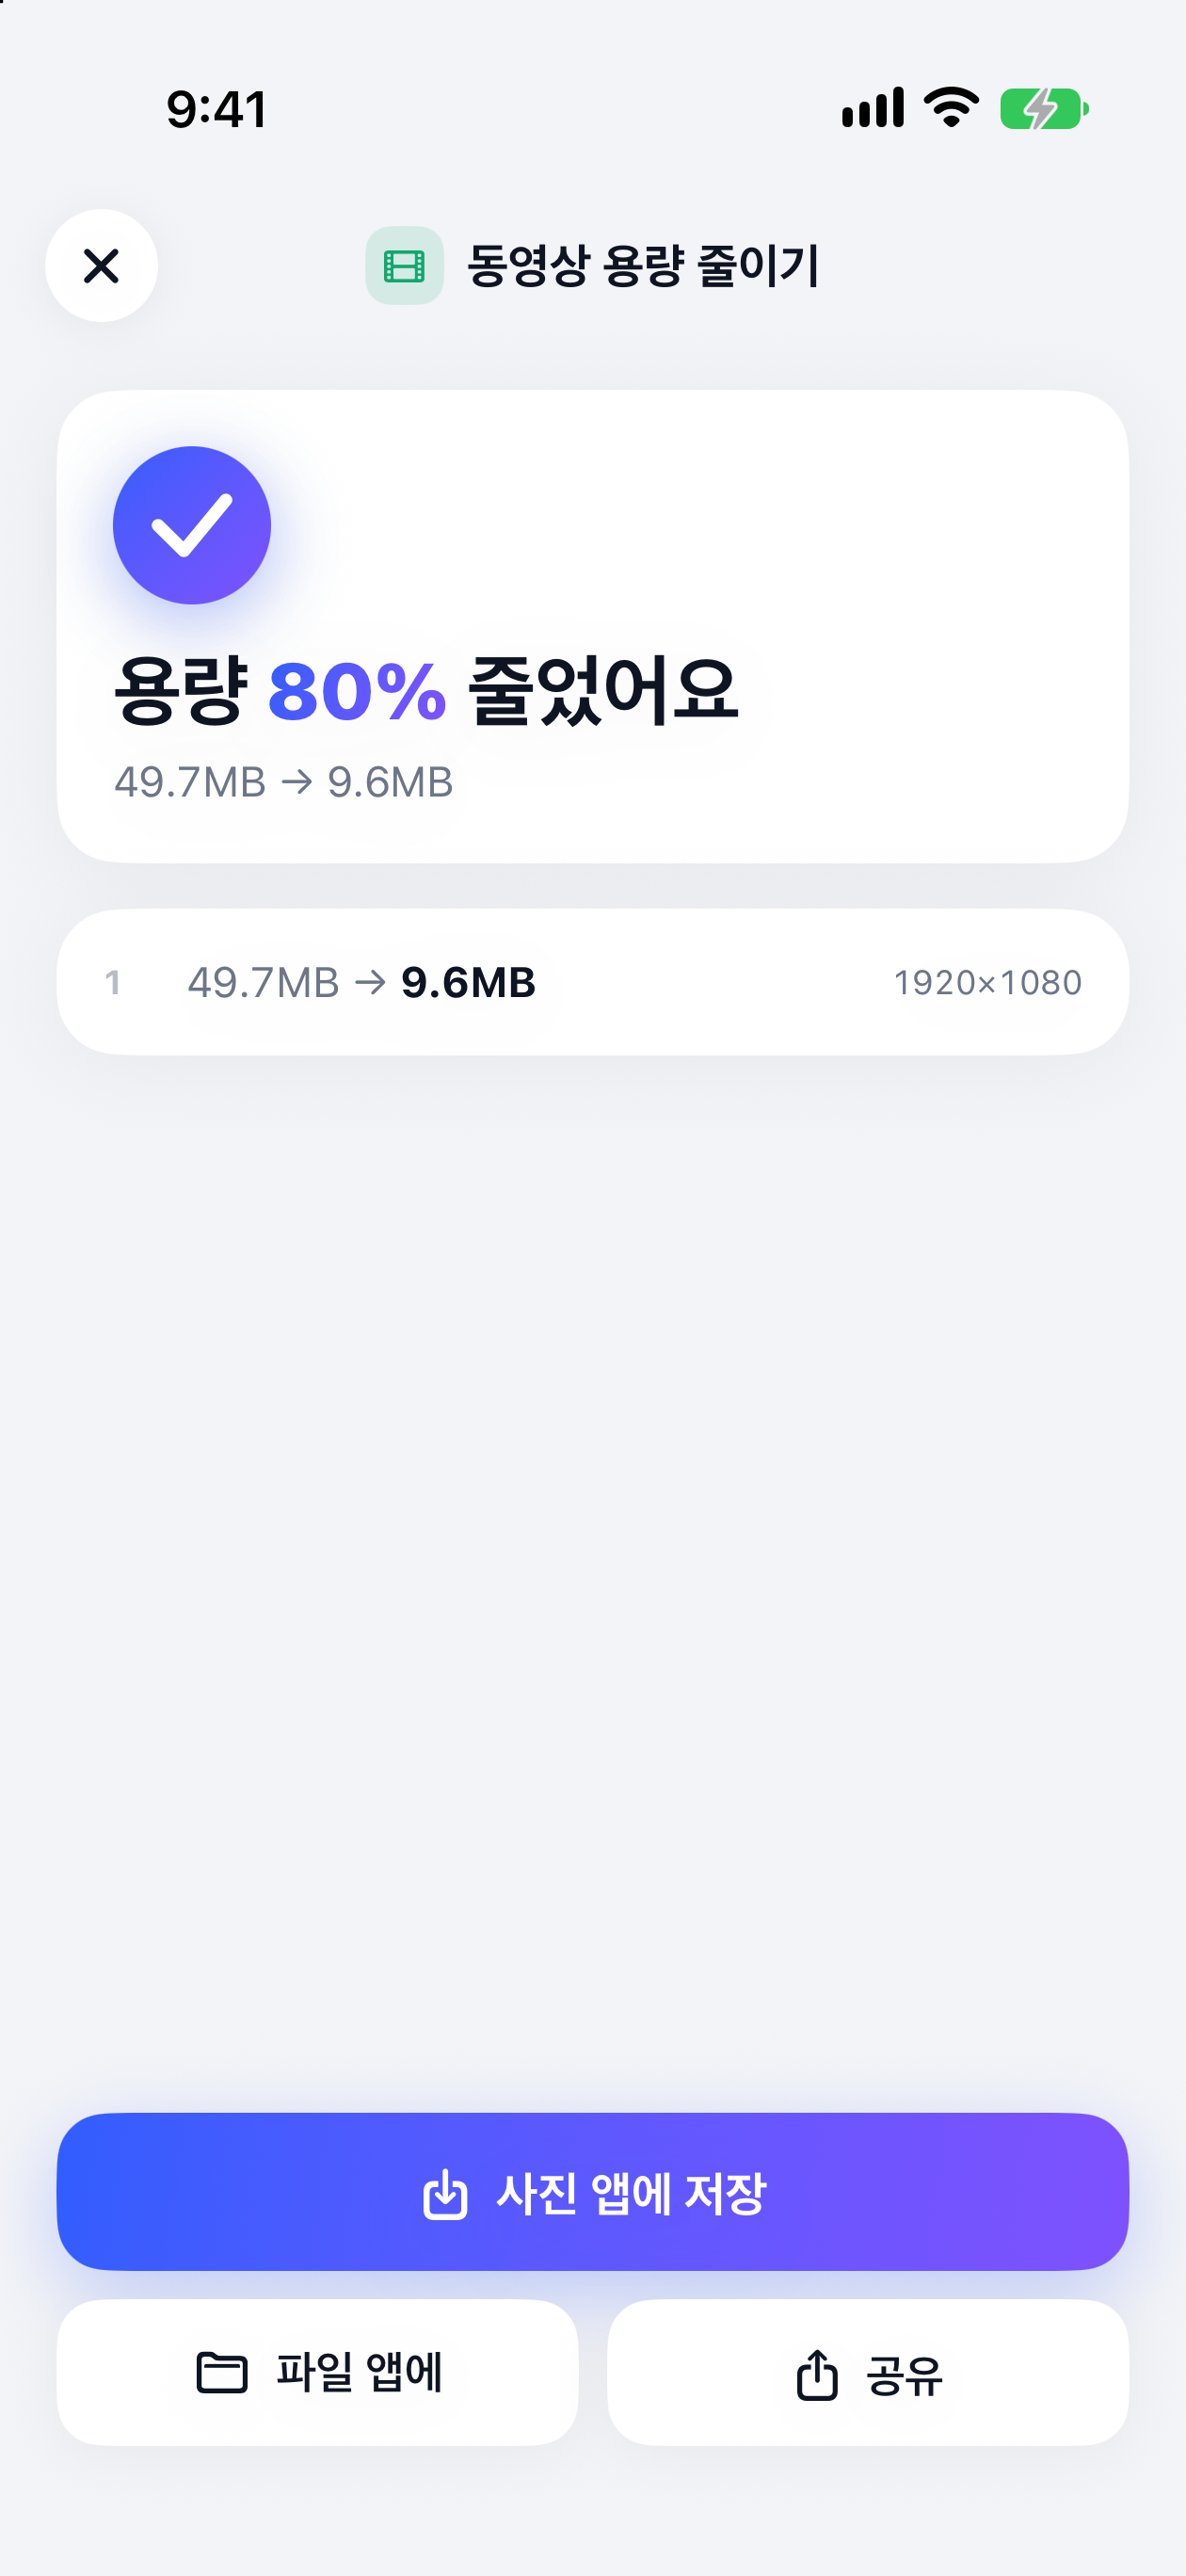 9:41
동영상 용량 줄이기
용량 80% 줄었어요
49.7MB → 9.6MB
1 49.7MB → 9.6MB 1920×1080
사진 앱에 저장
파일 앱에 공유